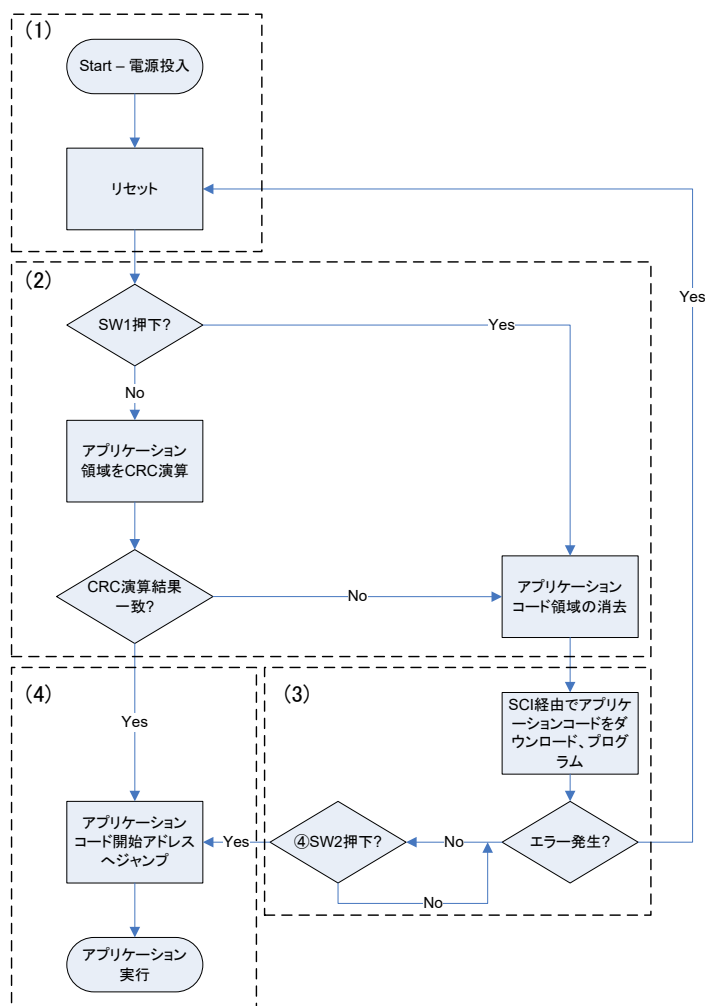 (1)
Start – 電源投入
リセット
(2)
SW1押下?
Yes
Yes
No
アプリケーション
領域をCRC演算
CRC演算結果
一致?
No
アプリケーション
コード領域の消去
(4)
(3)
Yes
SCI経由でアプリケ
ーションコードをダ
ウンロード、プログ
ラム
アプリケーション
コード開始アドレス
へジャンプ
Yes
④SW2押下?
No
エラー発生?
No
アプリケーション
実行